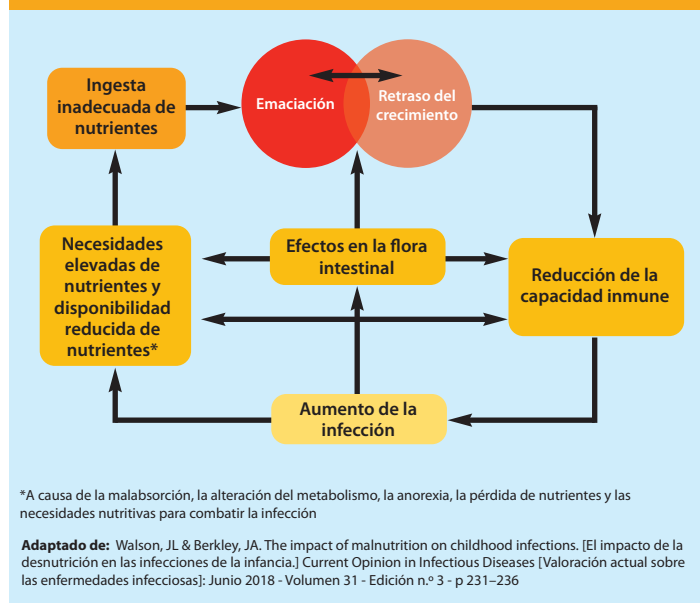 Ingesta
inadecuada de
nutrientes
Emaciación
Retraso del
crecimiento
Necesidades
elevadas de
nutrientes y
disponibilidad
reducida de
nutrientes*
Efectos en la flora
intestinal
Reducción de la
capacidad inmune
Aumento de la
infección
*A causa de la malabsorción, la alteración del metabolismo, la anorexia, la pérdida de nutrientes y las
necesidades nutritivas para combatir la infección
Adaptado de: Walson, JL & Berkley, JA. The impact of malnutrition on childhood infections. [El impacto de la
desnutrición en las infecciones de la infancia.] Current Opinion in Infectious Diseases [Valoración actual sobre
las enfermedades infecciosas]: Junio 2018 - Volumen 31 - Edición n.º 3 - p 231–236